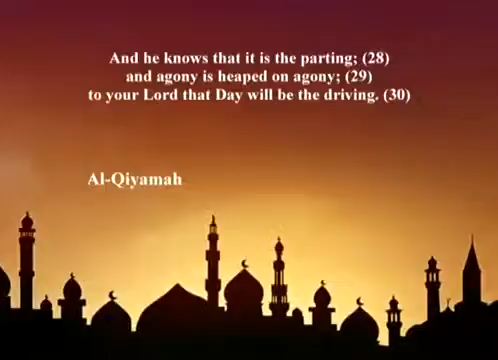 And he knows that it is the parting; (28)
and agony is heaped on agony; (29)
to your Lord that Day will be the driving. (30)
Al-Qiyamah